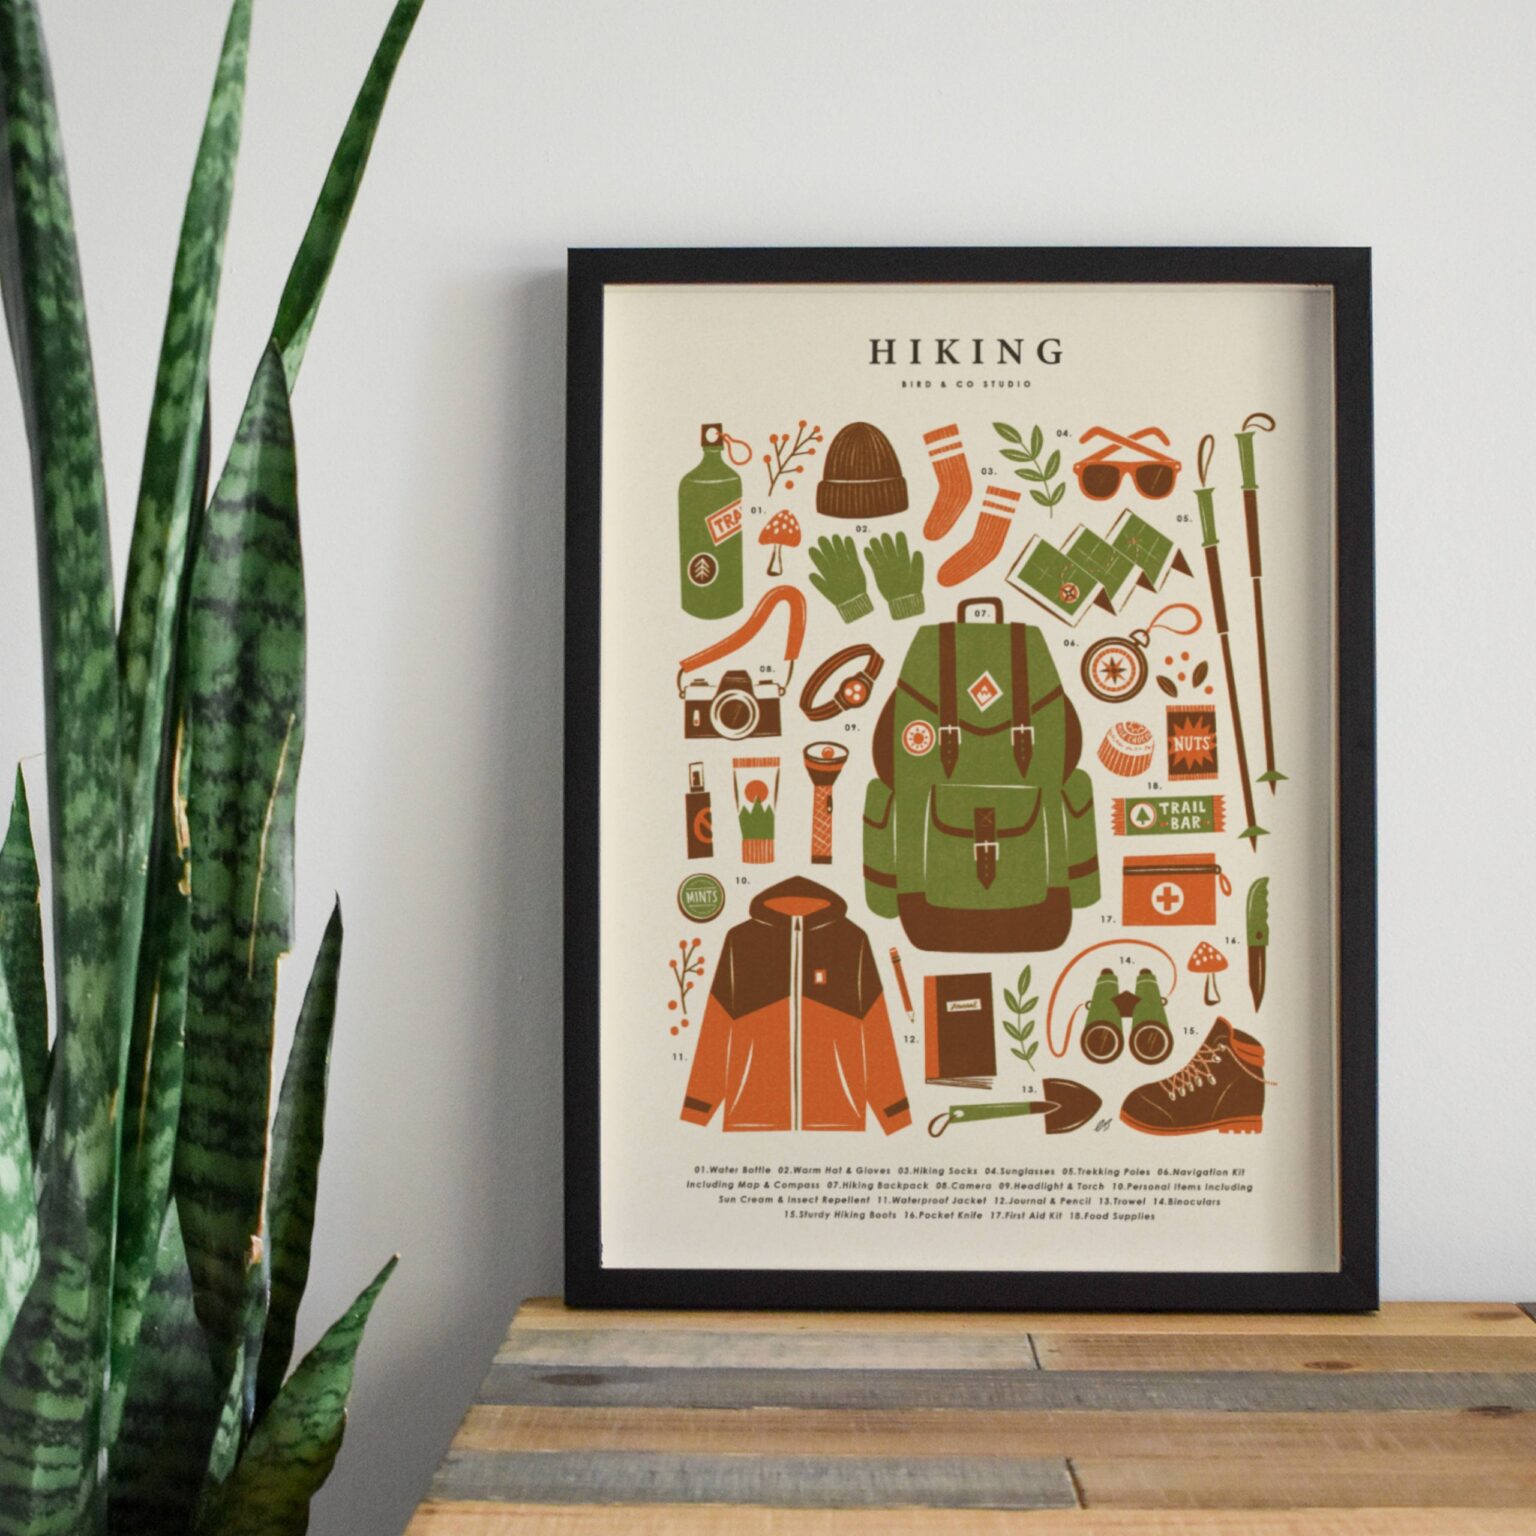 HIKING
BIRD & CO STUDIO
04.
03.
TRA
01.
05.
02.
07.
06.
08.
09.
NUTS
18.
TRAIL
BAR
10.
MINTS
17.
16.
14.
Journal
15.
12.
11.
13.
01.Water Bottle 02.Warm Hat & Gloves 03.Hiking Socks 04.Sunglasses 05.Trekking Poles 06.Navigation Kit
Including Map & Compass 07.Hiking Backpack 08.Camera 09.Headlight & Torch 10.Personal Items Including
Sun Cream & Insect Repellent 11.Waterproof Jacket 12.Journal & Pencil 13.Trowel 14.Binoculars
15.Sturdy Hiking Boots 16.Pocket Knife 17.First Aid Kit 18.Food Supplies